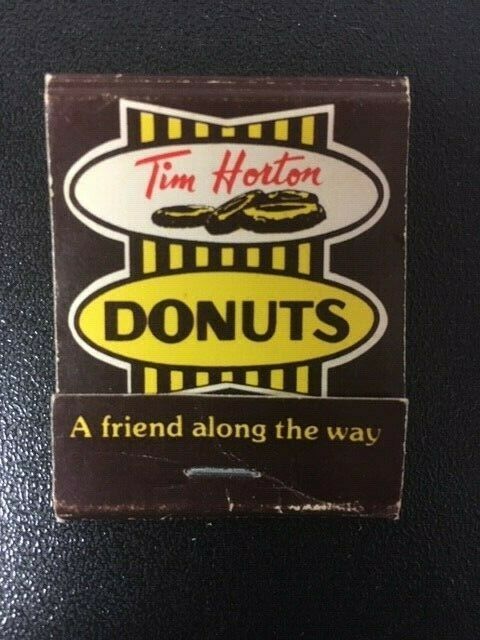 Tim Horton
DONUTS
A friend along the way